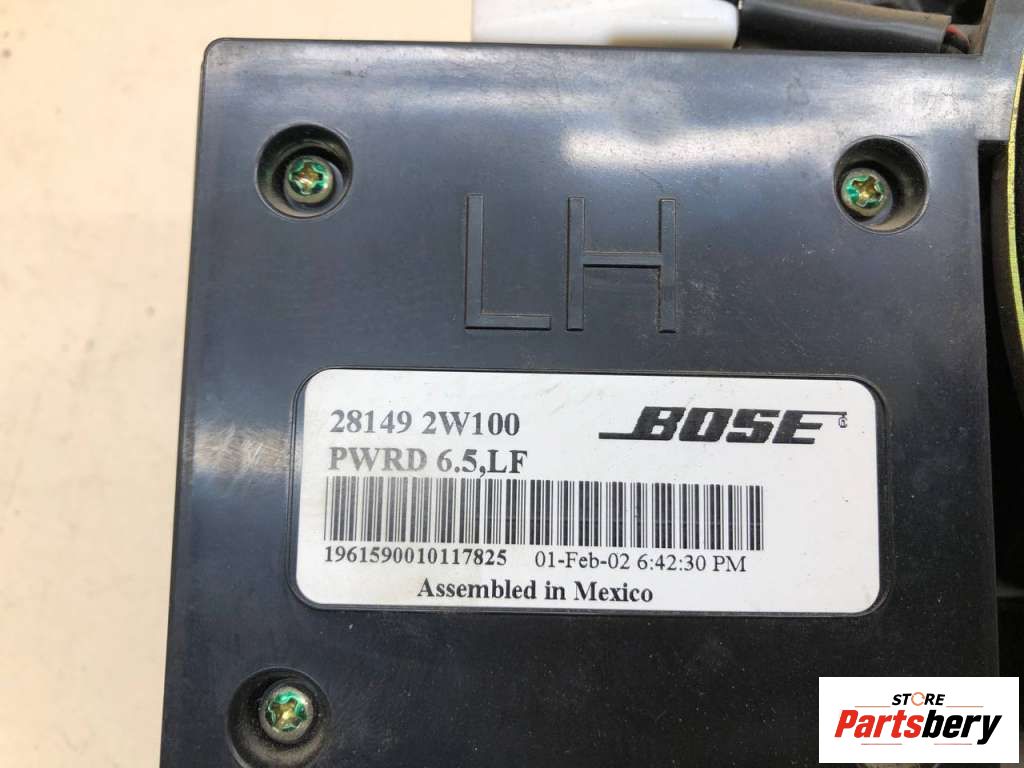 LH
28149 2W100
BOSE®
PWRD 6.5,LF
1961590010117825 01-Feb-02 6:42:30 PM
Assembled in Mexico
STORE
Partsbery